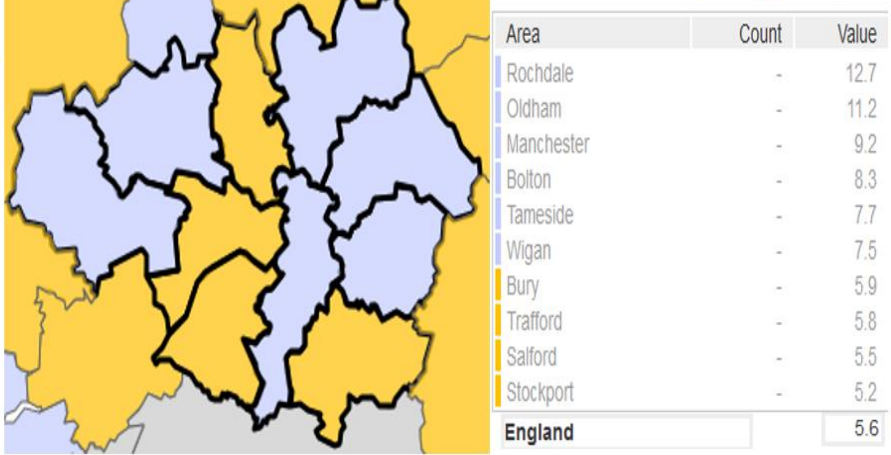 Area Count Value
Rochdale - 12.7
Oldham - 11.2
Manchester - 9.2
Bolton - 8.3
Tameside - 7.7
Wigan - 7.5
Bury - 5.9
Trafford - 5.8
Salford - 5.5
Stockport - 5.2
England 5.6